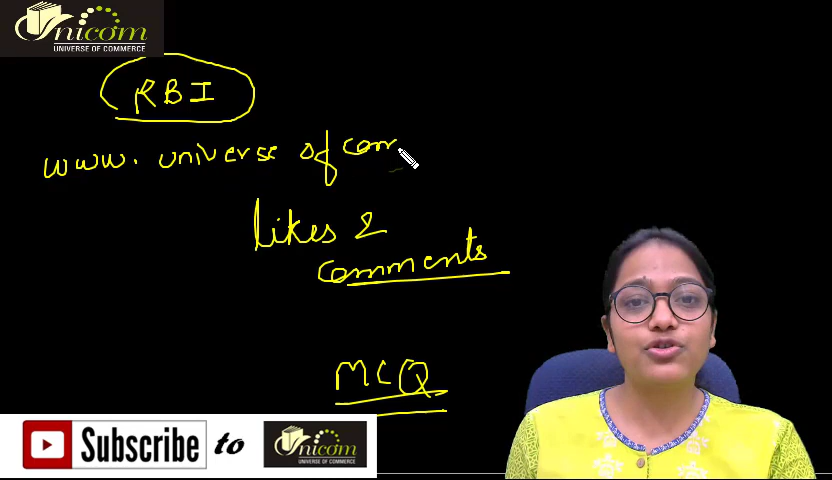 Unicom
UNIVERSE OF COMMERCE
RBI
www. universe of com
likes &
comments
MCQ
Subscribe to Unicom
UNIVERSE OF COMMERCE